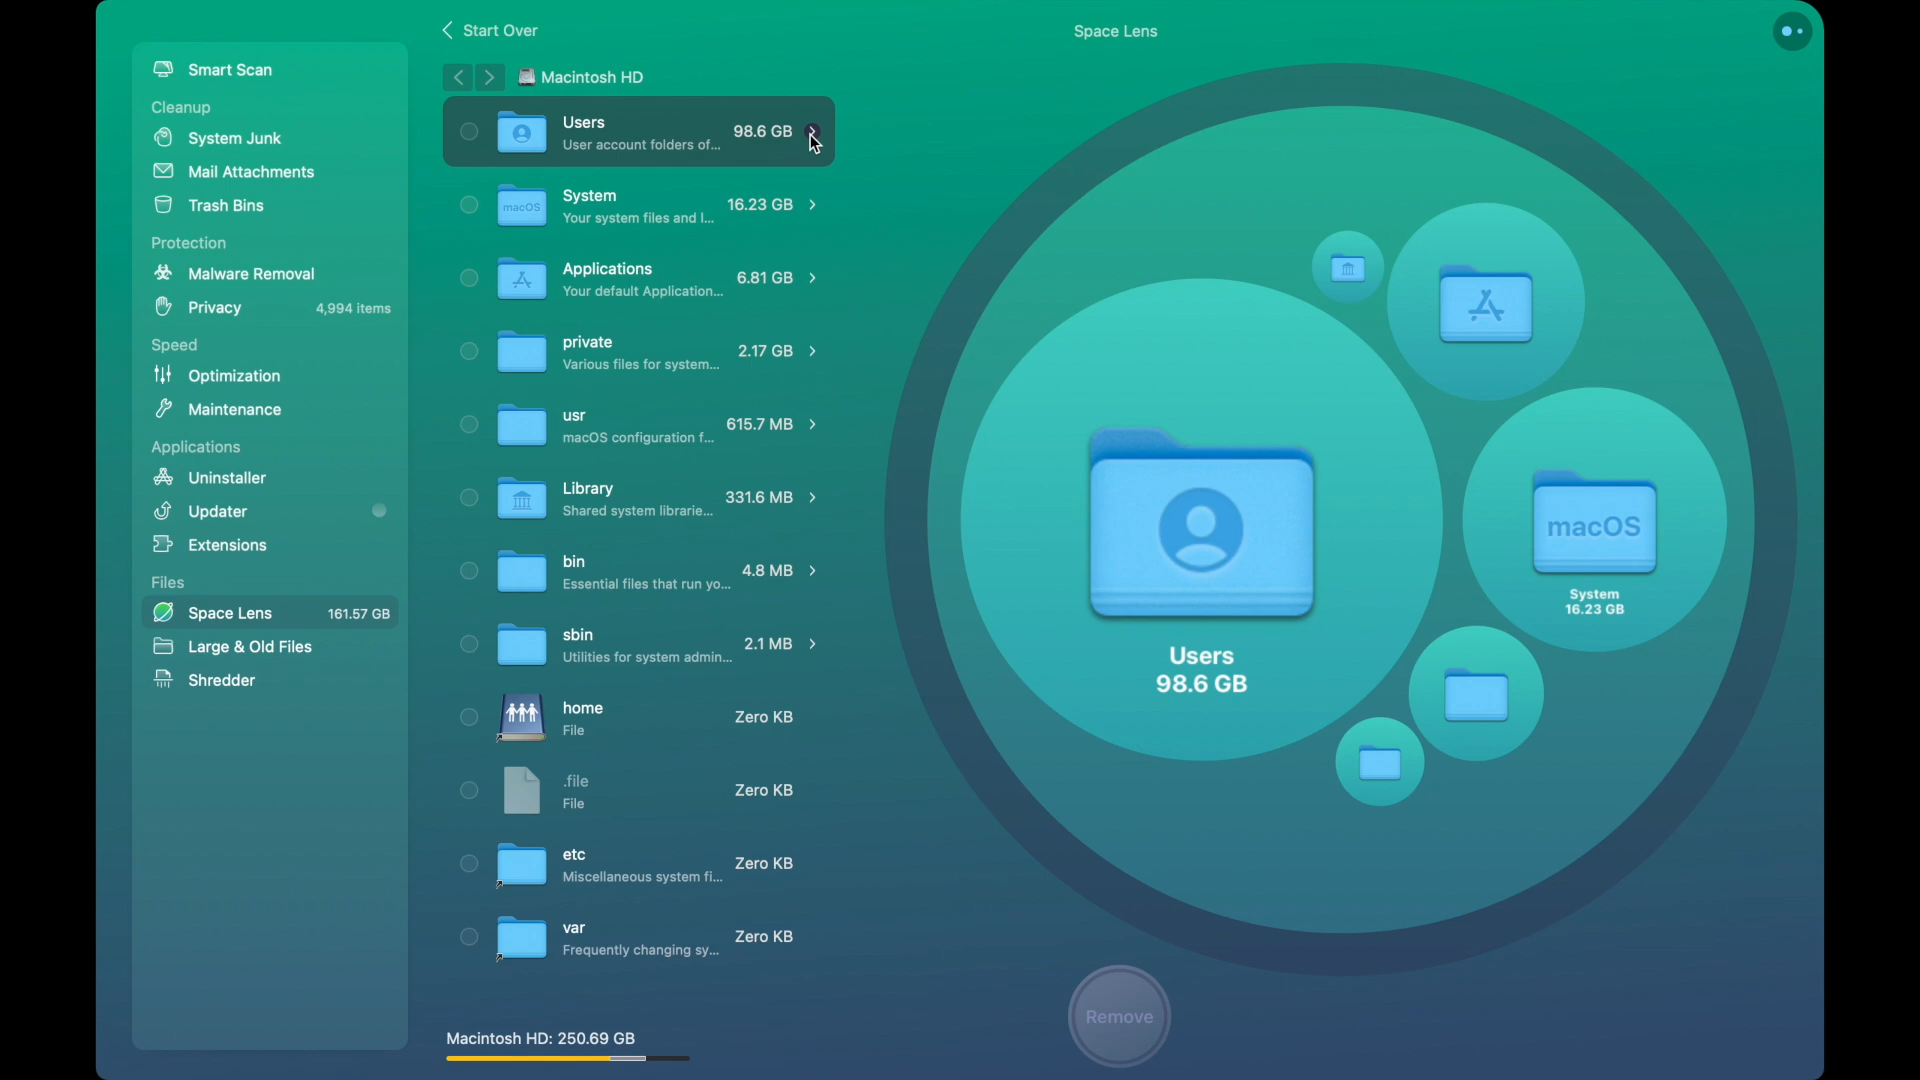 Start Over
Space Lens
Smart Scan
Cleanup
System Junk
Mail Attachments
Trash Bins
Protection
Malware Removal
Privacy 4,994 items
Speed
Optimization
Maintenance
Applications
Uninstaller
Updater
Extensions
Files
Space Lens 161.57 GB
Large & Old Files
Shredder
Macintosh HD
Users
User account folders of...
98.6 GB
System
Your system files and l...
16.23 GB
Applications
Your default Application...
6.81 GB
private
Various files for system...
2.17 GB
usr
macOS configuration f...
615.7 MB
Library
Shared system librarie...
331.6 MB
bin
Essential files that run yo...
4.8 MB
sbin
Utilities for system admin...
2.1 MB
home
File
Zero KB
.file
File
Zero KB
etc
Miscellaneous system fi...
Zero KB
var
Frequently changing sy...
Zero KB
macOS
Macintosh HD: 250.69 GB
Users
98.6 GB
macOS
System
16.23 GB
Remove